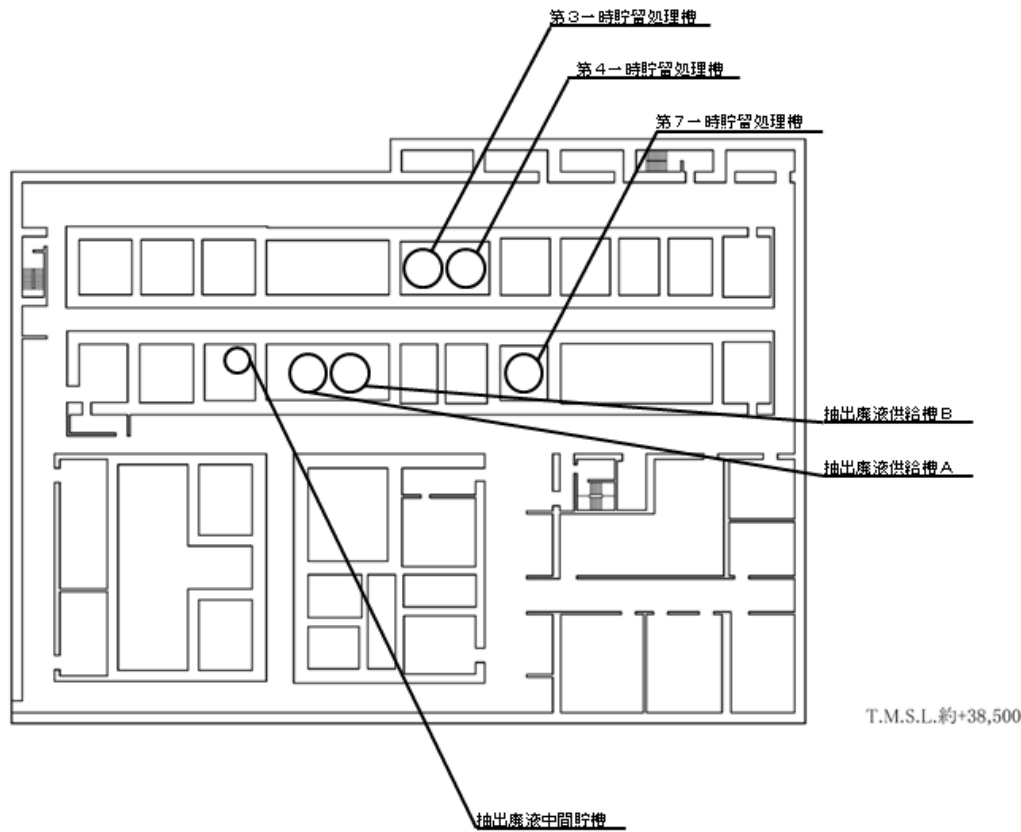 第3一時貯留処理槽
第4一時貯留処理槽
第7一時貯留処理槽
抽出廃液供給槽B
抽出廃液供給槽A
T.M.S.L.約+38,500
抽出廃液中間貯槽